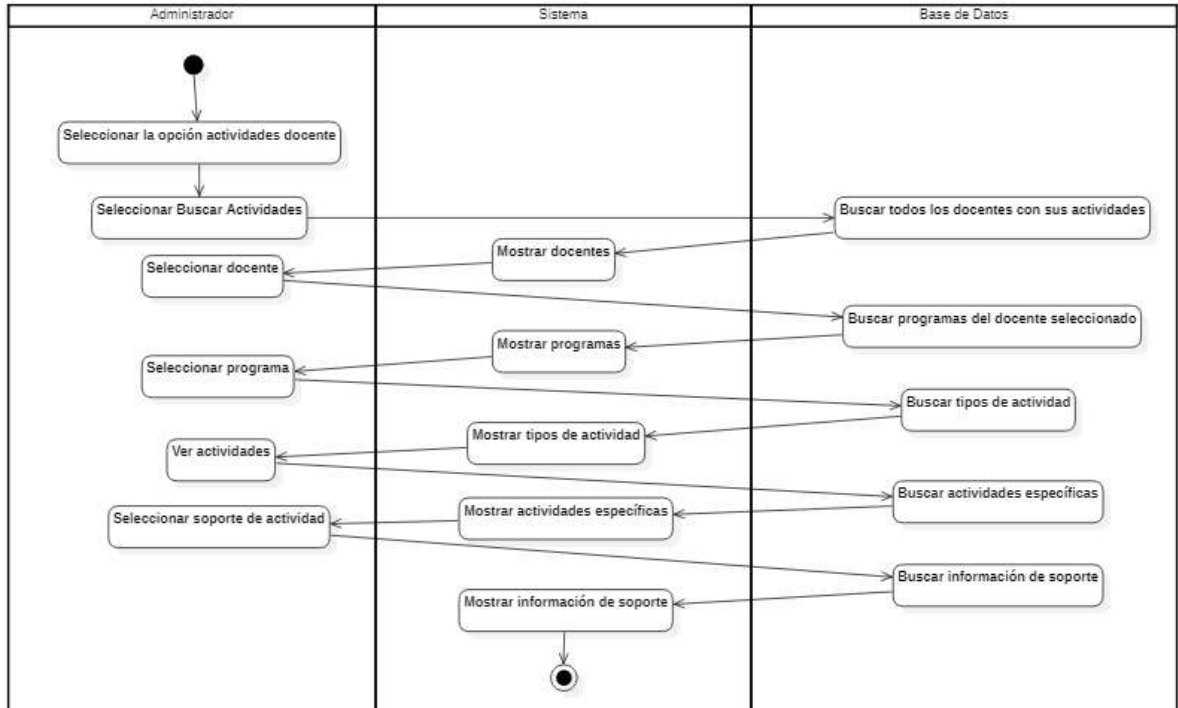 Administrador
Sistema
Base de Datos
Seleccionar la opción actividades docente
Seleccionar Buscar Actividades
Buscar todos los docentes con sus actividades
Mostrar docentes
Seleccionar docente
Buscar programas del docente seleccionado
Mostrar programas
Seleccionar programa
Buscar tipos de actividad
Mostrar tipos de actividad
Ver actividades
Buscar actividades específicas
Mostrar actividades específicas
Seleccionar soporte de actividad
Buscar información de soporte
Mostrar información de soporte